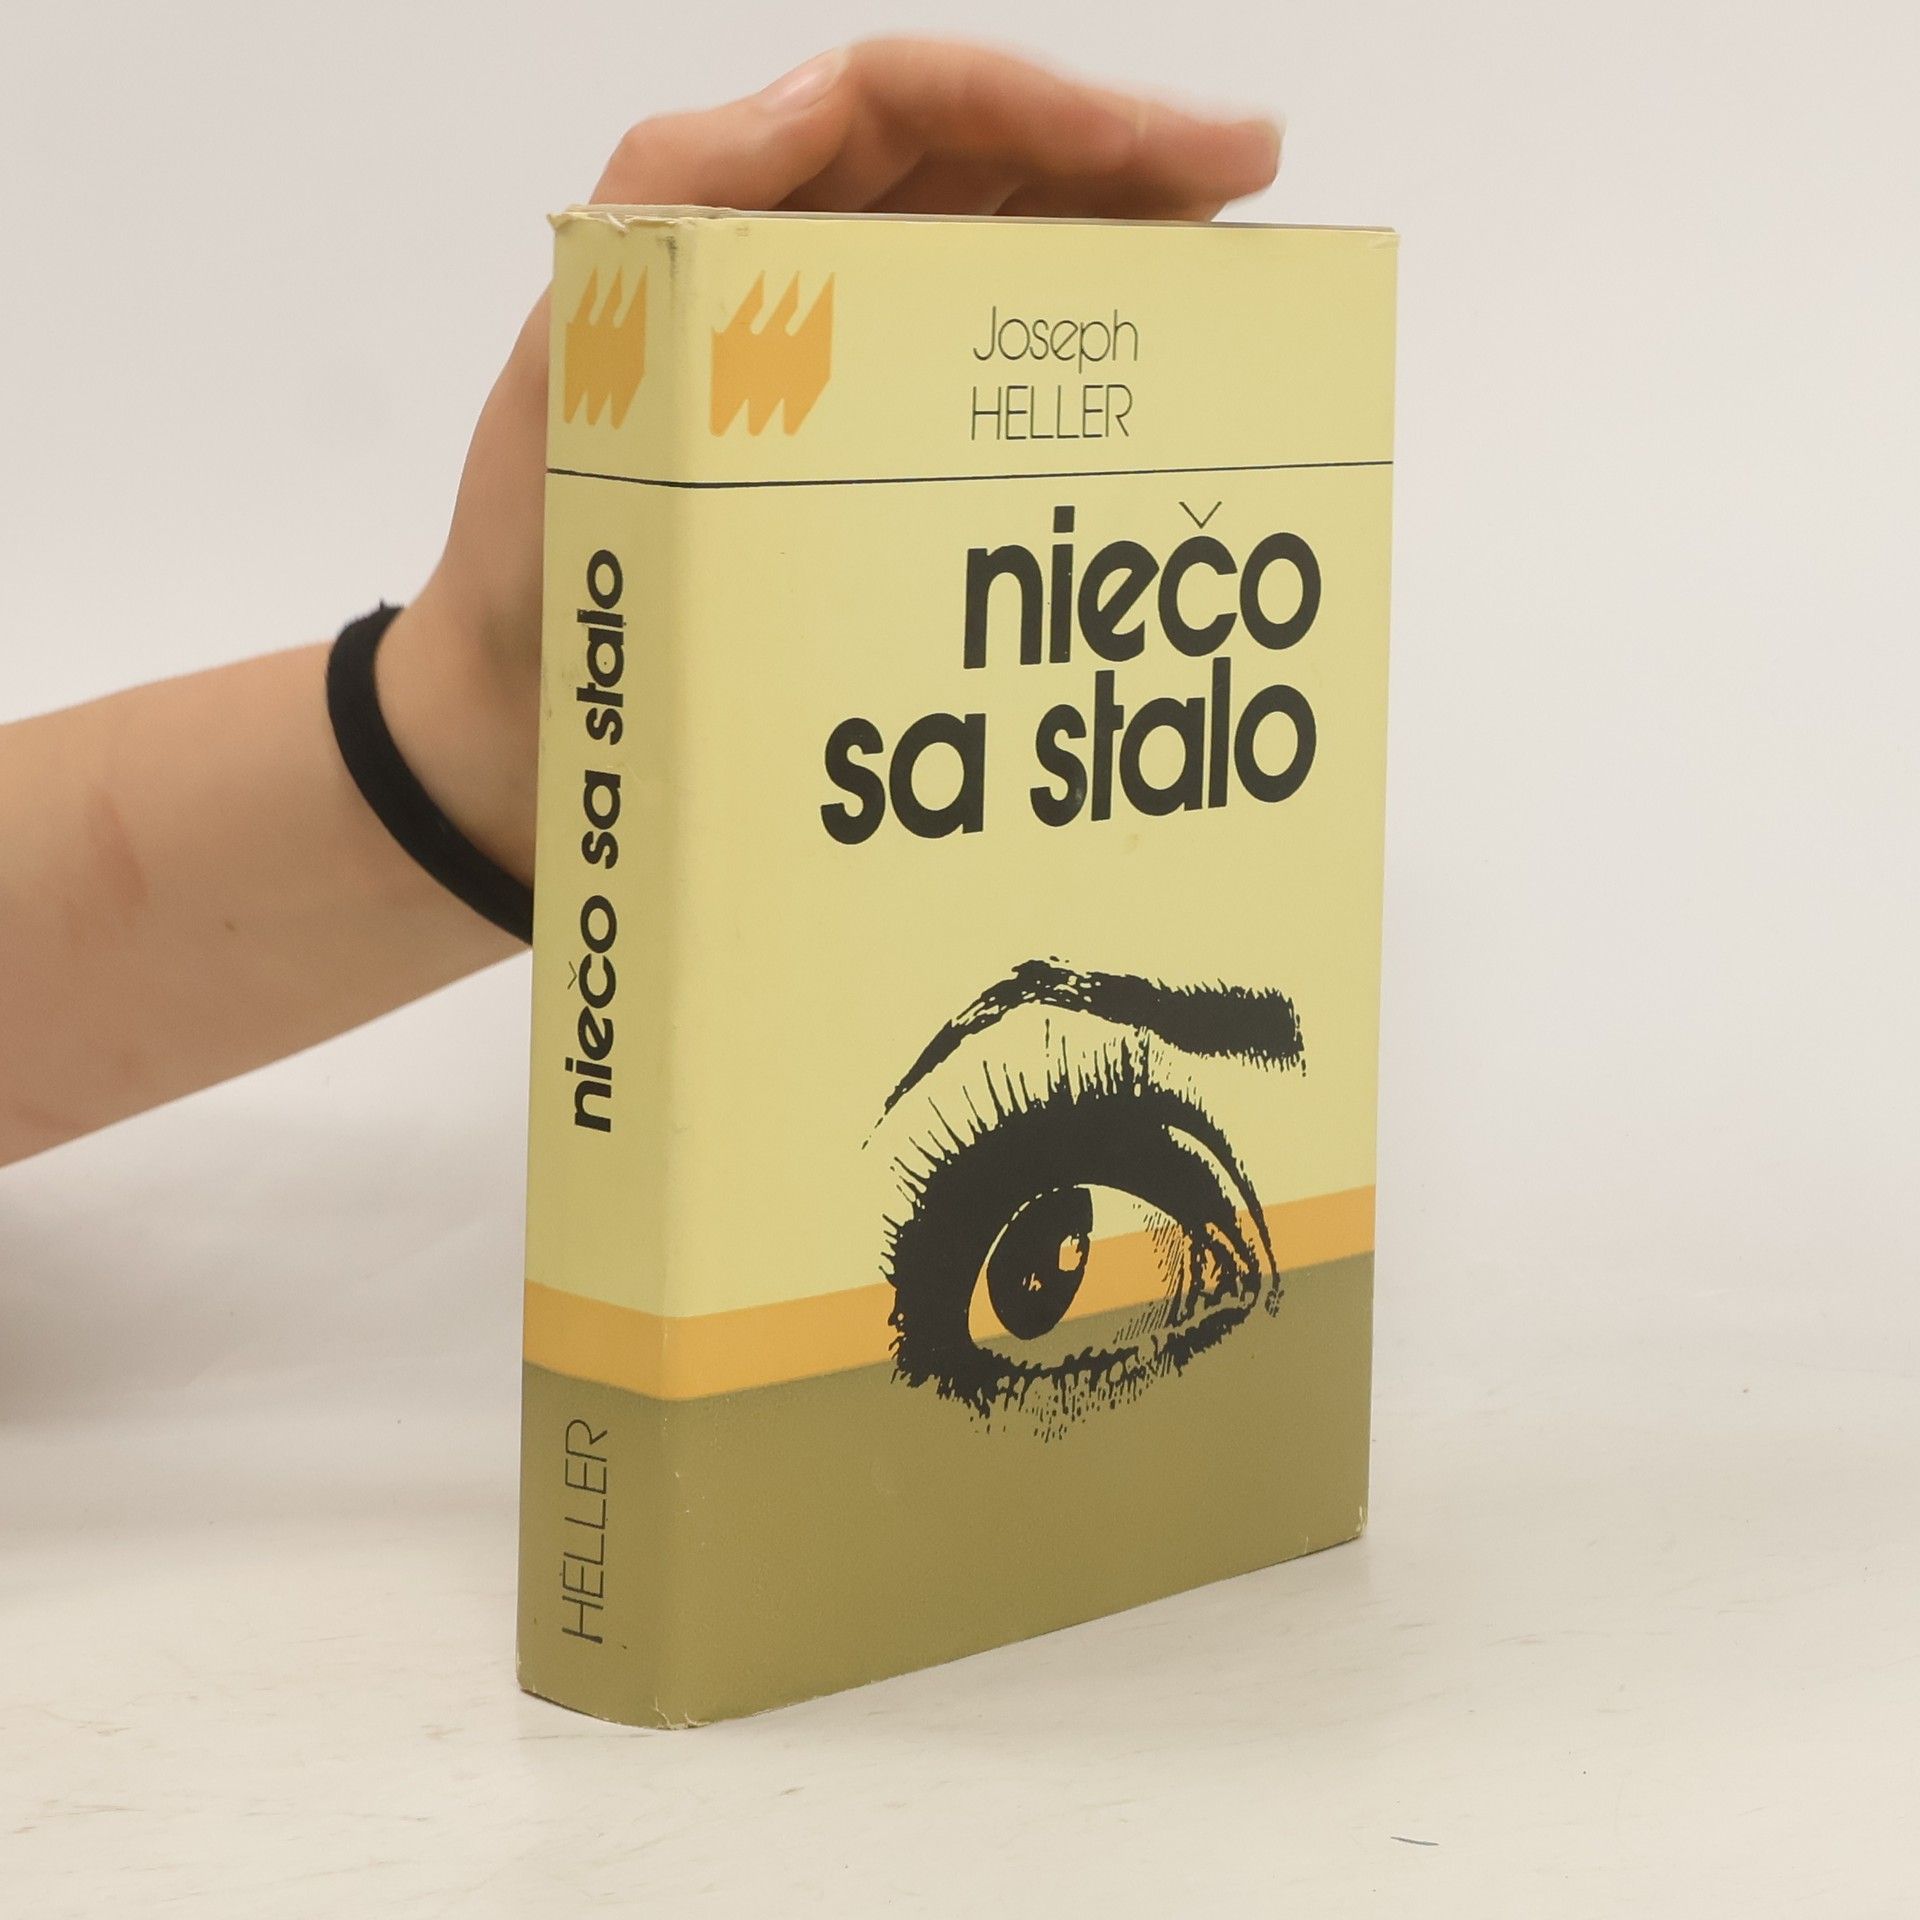 Joseph
HELLER
niečo
sa stalo
niečo sa stalo
HELLER